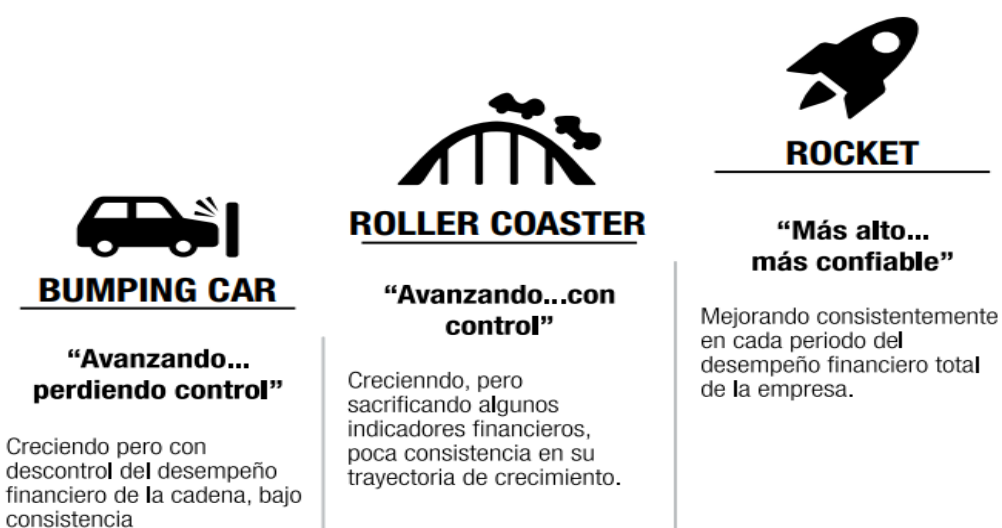 BUMPING CAR
“Avanzando...
perdiendo control”
Creciendo pero con
descontrol del desempeño
financiero de la cadena, bajo
consistencia
ROLLER COASTER
“Avanzando...con
control”
Crecienndo, pero
sacrificando algunos
indicadores financieros,
poca consistencia en su
trayectoria de crecimiento.
ROCKET
“Más alto...
más confiable”
Mejorando consistentemente
en cada periodo del
desempeño financiero total
de la empresa.